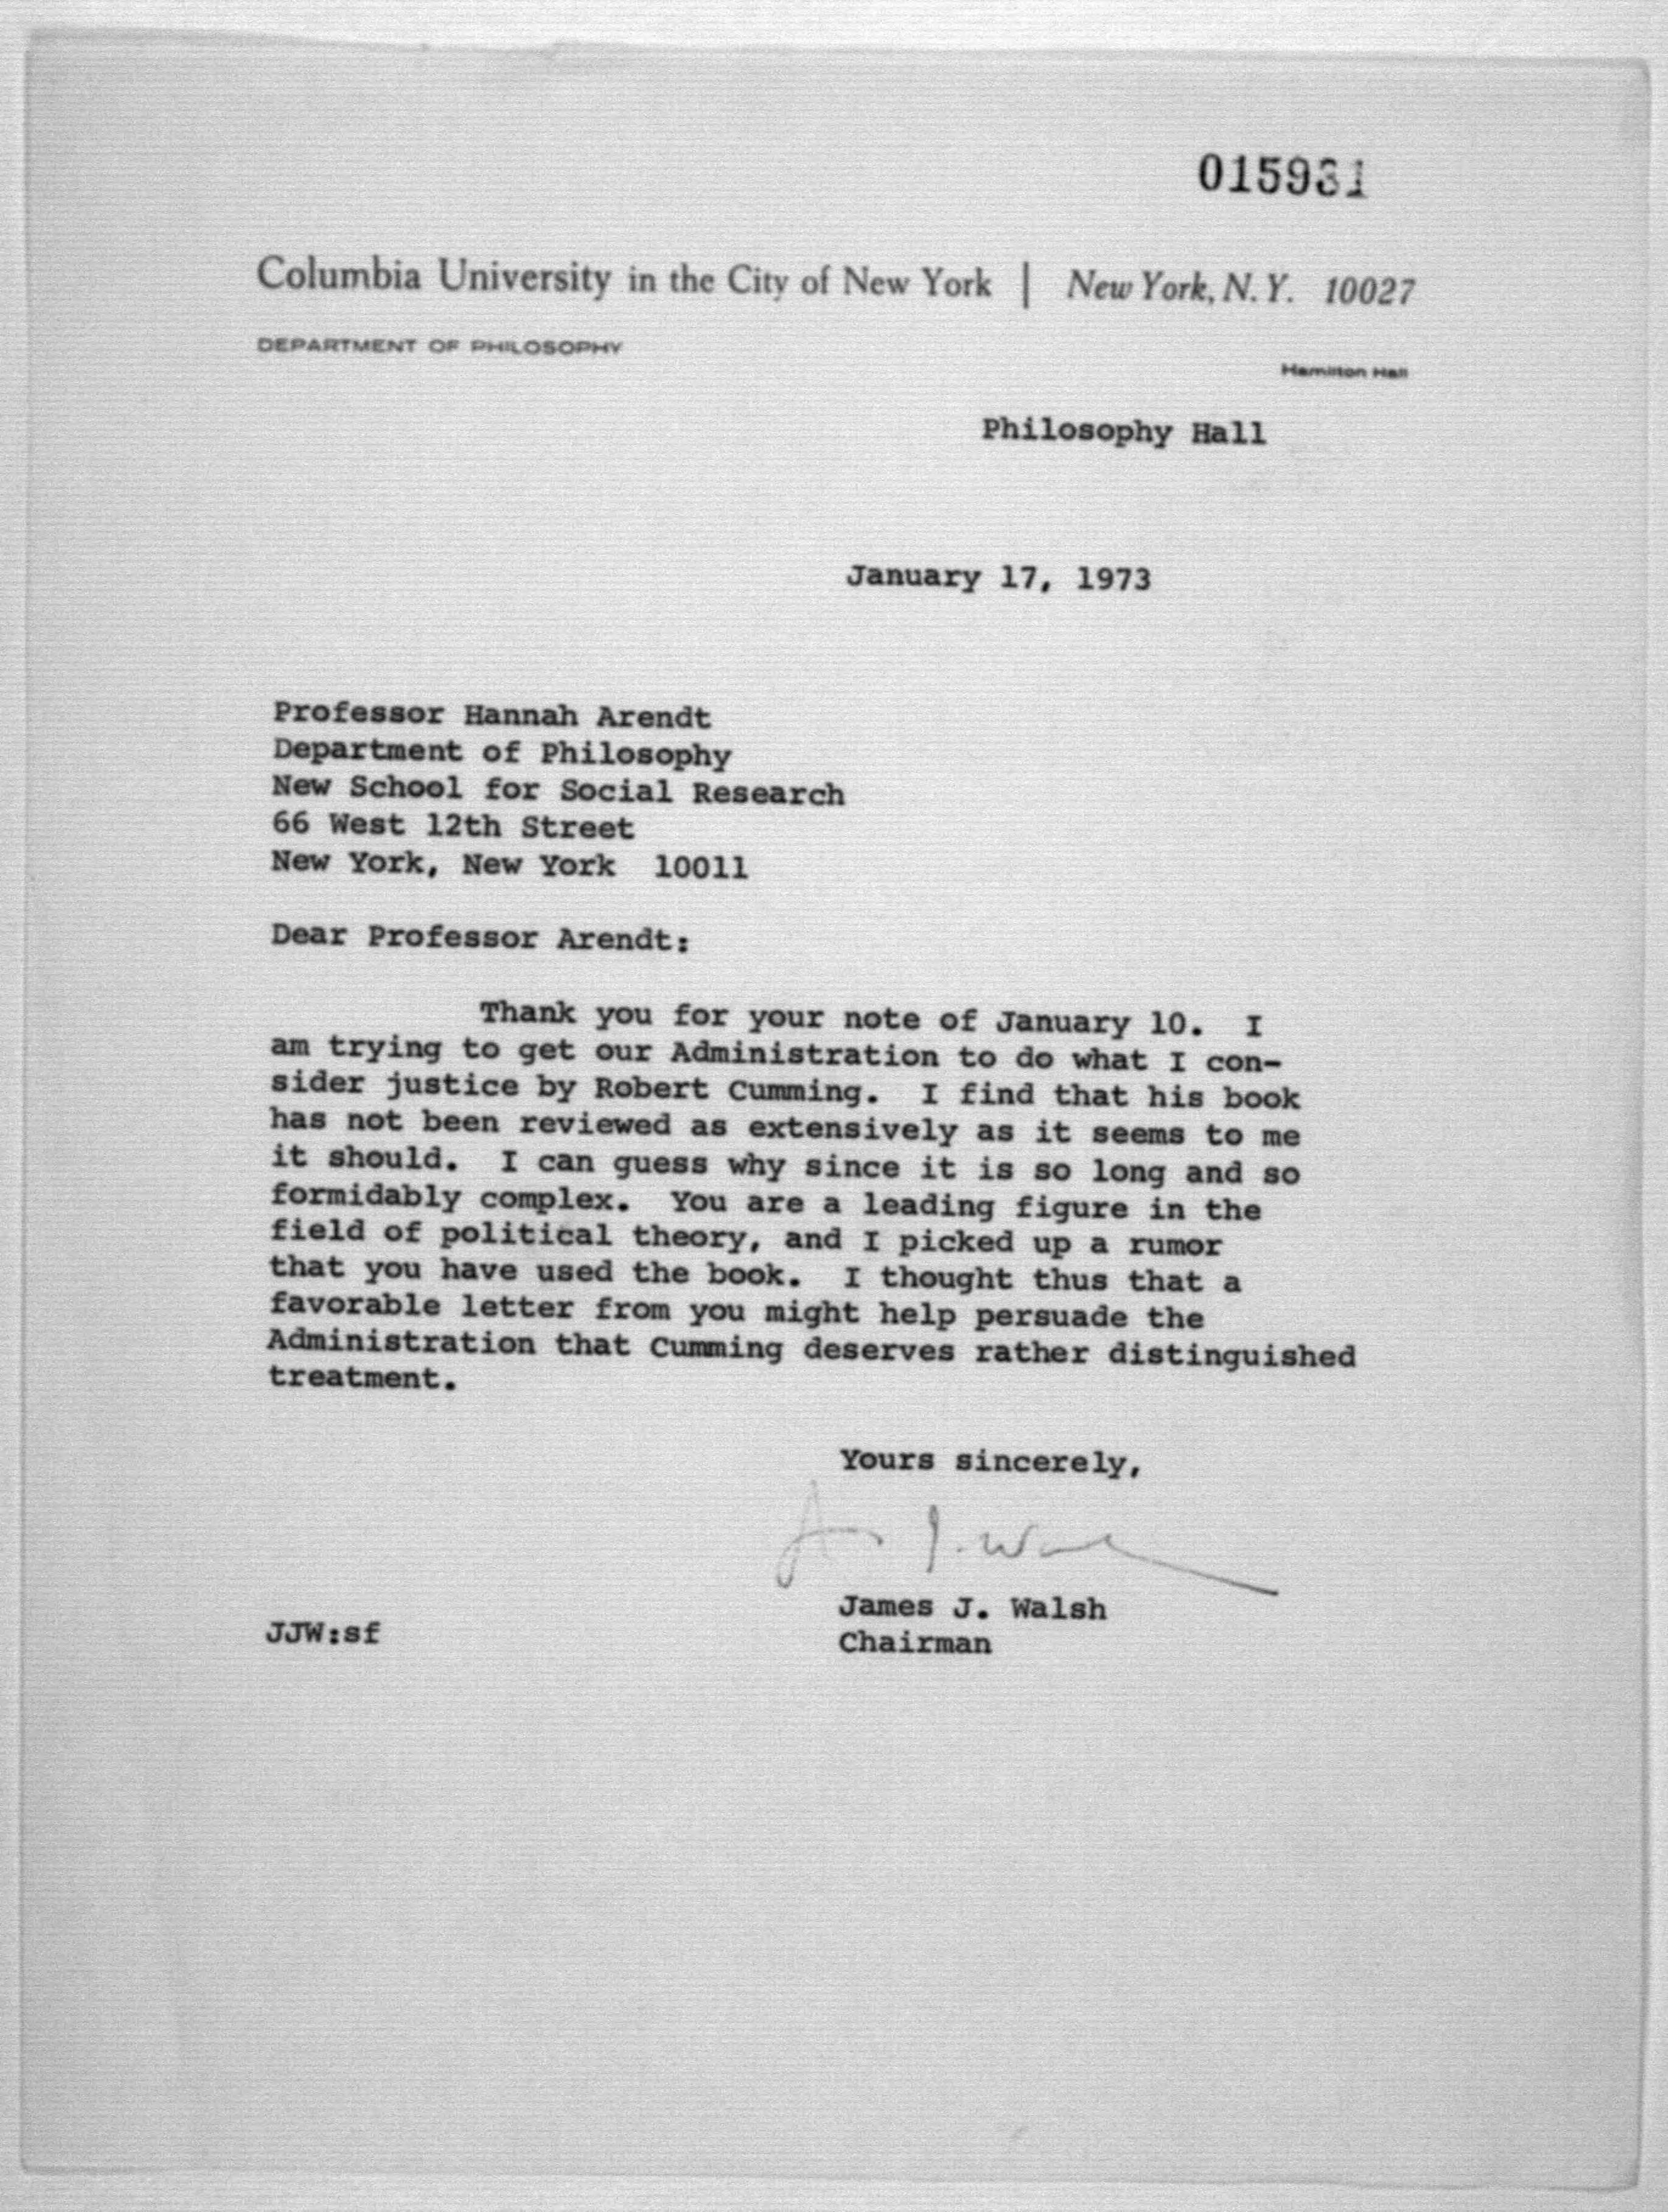 015931
Columbia University in the City of New York | New York, N. Y. 10027
DEPARTMENT OF PHILOSOPHY
Hamilton Hall
Philosophy Hall
January 17, 1973
Professor Hannah Arendt
Department of Philosophy
New School for Social Research
66 West 12th Street
New York, New York 10011
Dear Professor Arendt:
Thank you for your note of January 10. I
am trying to get our Administration to do what I con-
sider justice by Robert Cumming. I find that his book
has not been reviewed as extensively as it seems to me
it should. I can guess why since it is so long and so
formidably complex. You are a leading figure in the
field of political theory, and I picked up a rumor
that you have used the book. I thought thus that a
favorable letter from you might help persuade the
Administration that Cumming deserves rather distinguished
treatment.
Yours sincerely,
J. Walsh
James J. Walsh
JJW:sf
Chairman